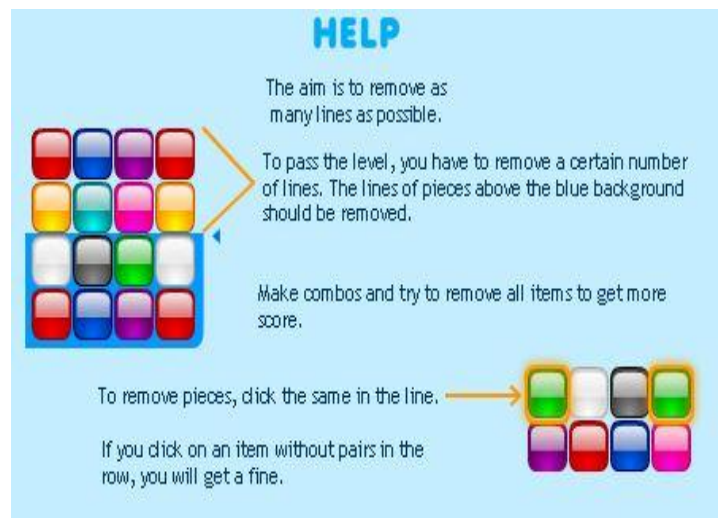 HELP
The aim is to remove as
many lines as possible.
To pass the level, you have to remove a certain number
of lines. The lines of pieces above the blue background
should be removed.
Make combos and try to remove all items to get more
score.
To remove pieces, click the same in the line.
If you click on an item without pairs in the
row, you will get a fine.